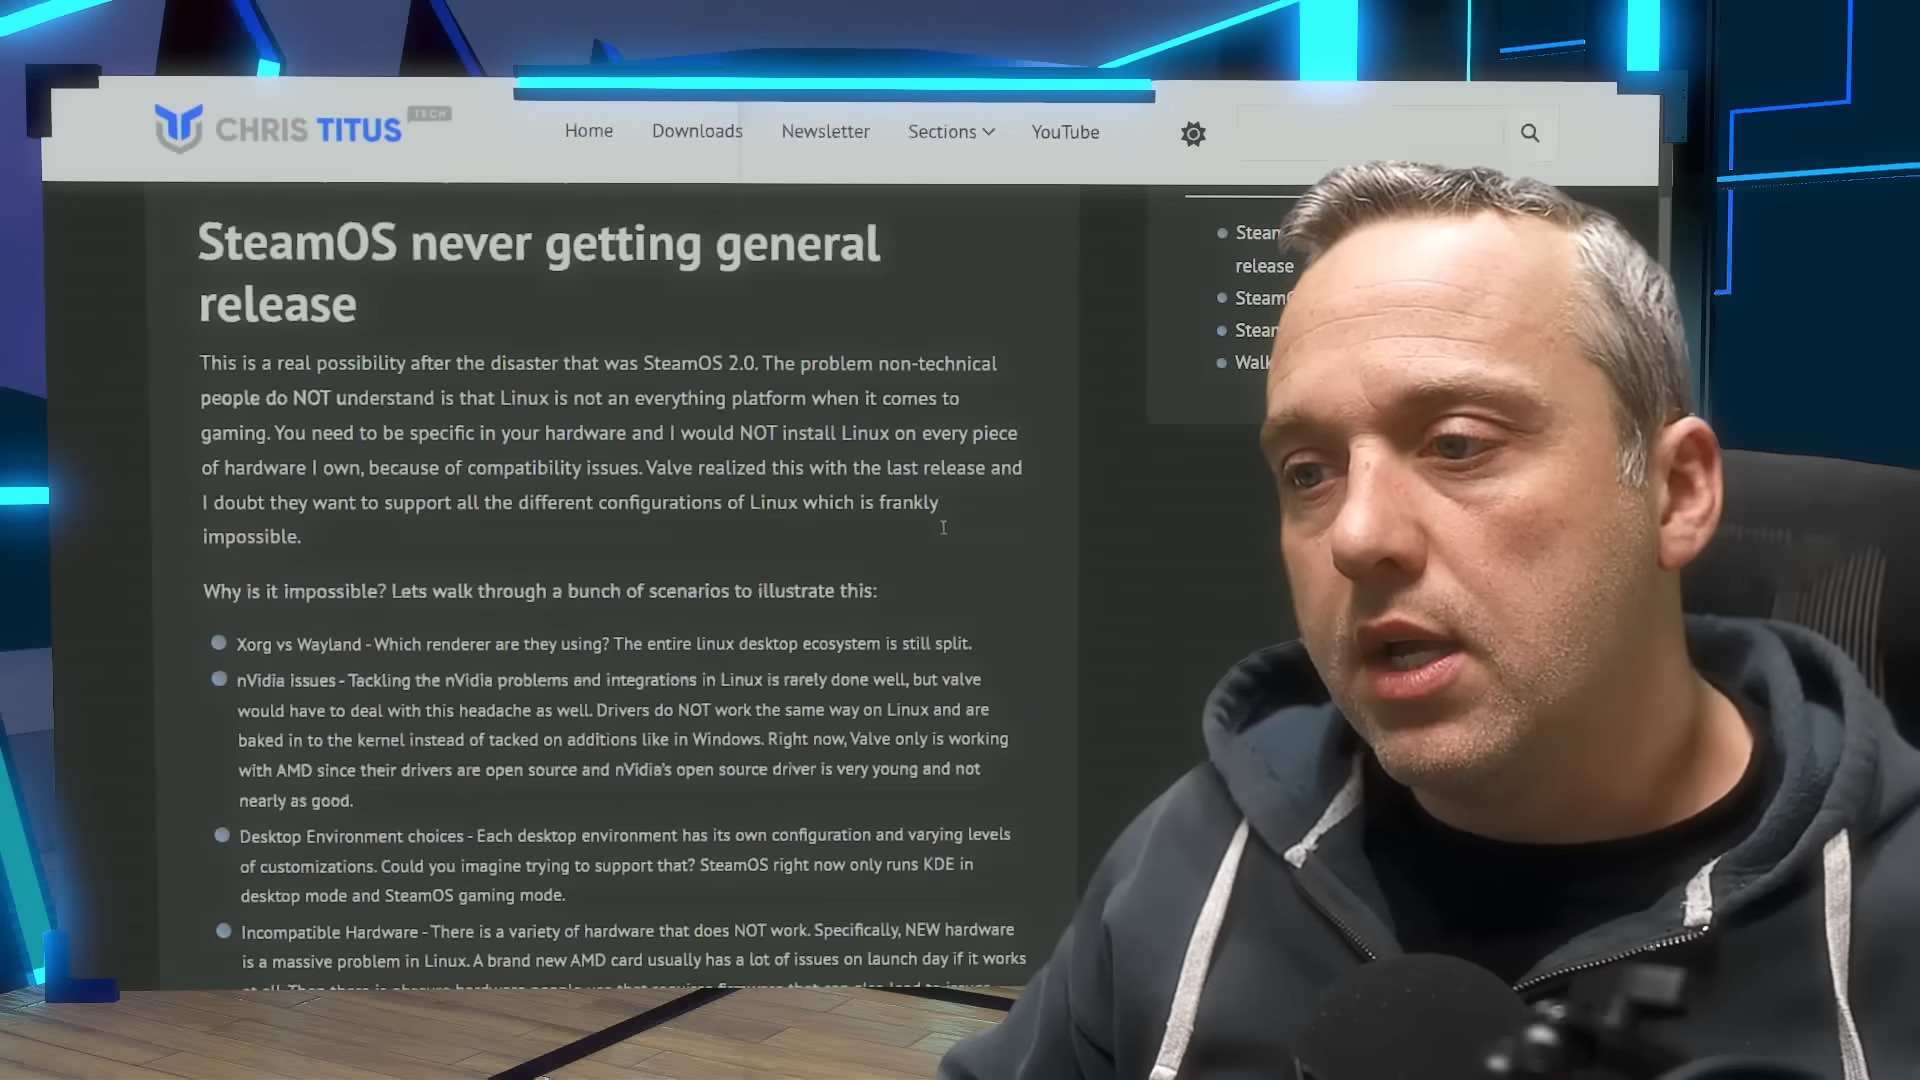 CHRIS TITUS TECH
Home Downloads Newsletter Sections YouTube
SteamOS never getting general
release
This is a real possibility after the disaster that was SteamOS 2.0. The problem non-technical
people do NOT understand is that Linux is not an everything platform when it comes to
gaming. You need to be specific in your hardware and I would NOT install Linux on every piece
of hardware I own, because of compatibility issues. Valve realized this with the last release and
I doubt they want to support all the different configurations of Linux which is frankly
impossible.
Why is it impossible? Lets walk through a bunch of scenarios to illustrate this:
Xorg vs Wayland - Which renderer are they using? The entire linux desktop ecosystem is still split.
nVidia issues - Tackling the nVidia problems and integrations in Linux is rarely done well, but valve
would have to deal with this headache as well. Drivers do NOT work the same way on Linux and are
baked in to the kernel instead of tacked on additions like in Windows. Right now, Valve only is working
with AMD since their drivers are open source and nVidia's open source driver is very young and not
nearly as good.
Desktop Environment choices - Each desktop environment has its own configuration and varying levels
of customizations. Could you imagine trying to support that? SteamOS right now only runs KDE in
desktop mode and SteamOS gaming mode.
Incompatible Hardware - There is a variety of hardware that does NOT work. Specifically, NEW hardware
is a massive problem in Linux. A brand new AMD card usually has a lot of issues on launch day if it works
release